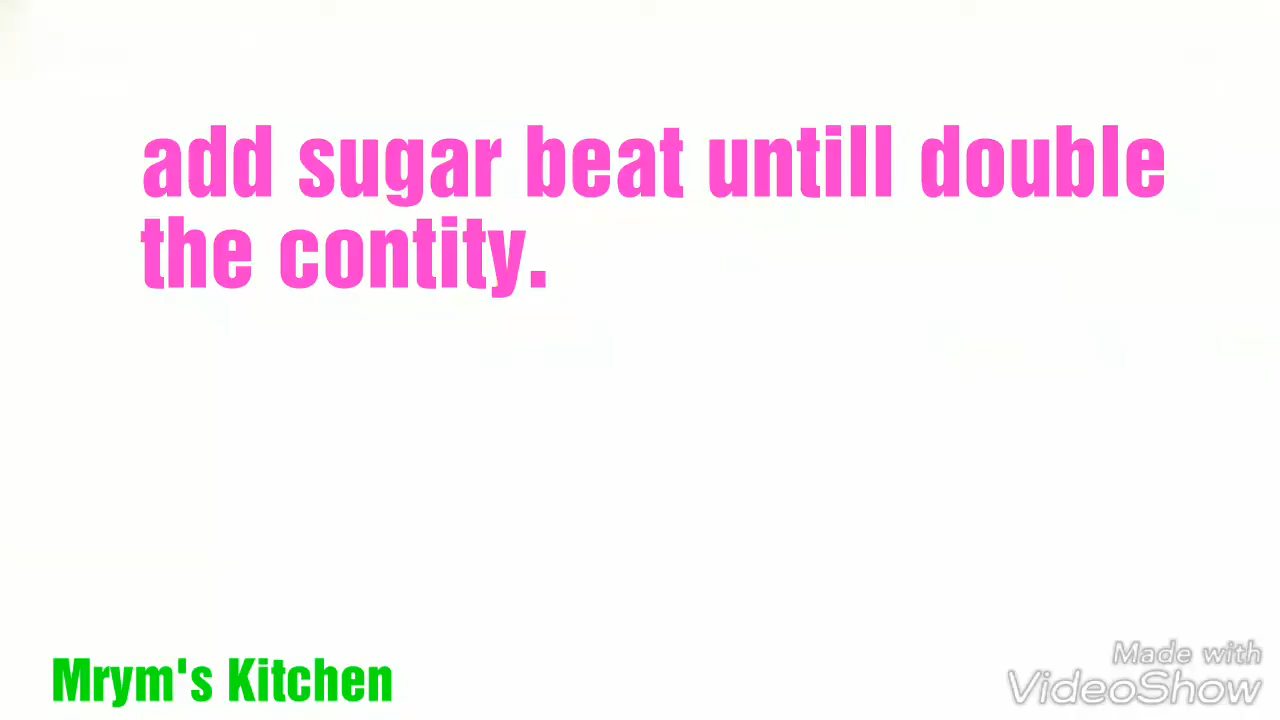 add sugar beat untill double
the contity.
Mrym's Kitchen
Made with
VideoShow